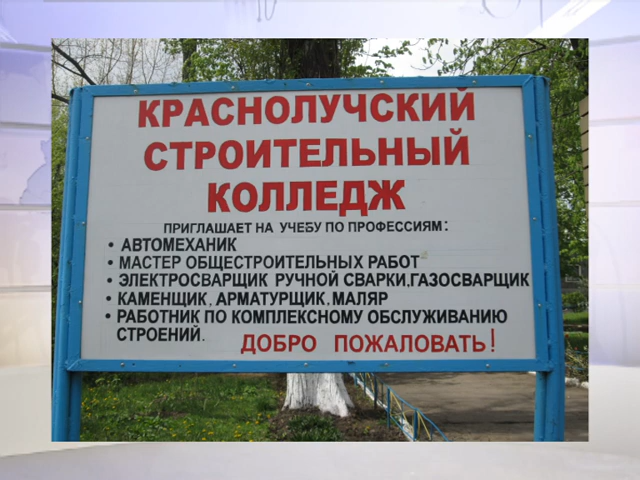 КРАСНОЛУЧСКИЙ
СТРОИТЕЛЬНЫЙ
КОЛЛЕДЖ
ПРИГЛАШАЕТ НА УЧЕБУ ПО ПРОФЕССИЯМ:
• АВТОМЕХАНИК
• МАСТЕР ОБЩЕСТРОИТЕЛЬНЫХ РАБОТ
• ЭЛЕКТРОСВАРЩИК РУЧНОЙ СВАРКИ,ГАЗОСВАРЩИК
• КАМЕНЩИК, АРМАТУРЩИК, МАЛЯР
• РАБОТНИК ПО КОМПЛЕКСНОМУ ОБСЛУЖИВАНИЮ
СТРОЕНИЙ.
ДОБРО ПОЖАЛОВАТЬ!